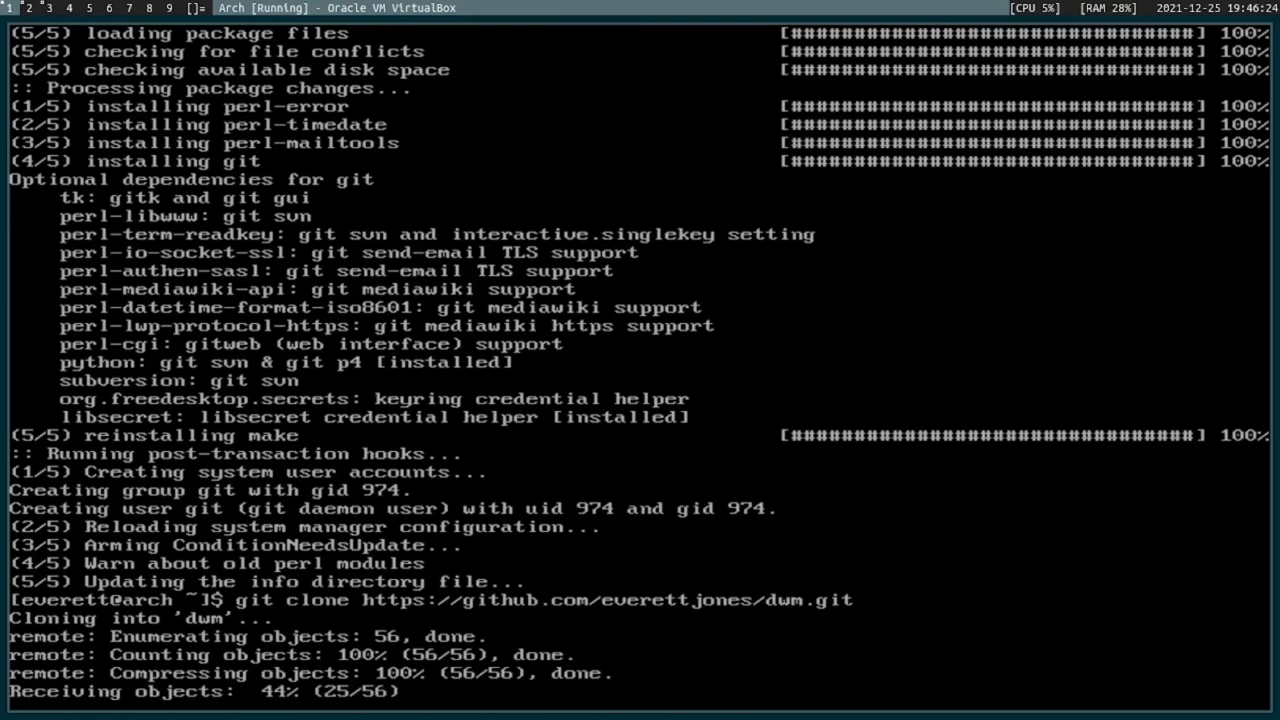 1 2 3 4 5 6 7 8 9 []= Arch [Running] - Oracle VM VirtualBox [CPU 5%] [RAM 28%] 2021-12-25 19:46:24
(5/5) loading package files [################################] 100%
(5/5) checking for file conflicts [################################] 100%
(5/5) checking available disk space [################################] 100%
:: Processing package changes...
(1/5) installing perl-error [################################] 100%
(2/5) installing perl-timedate [################################] 100%
(3/5) installing perl-mailtools [################################] 100%
(4/5) installing git [################################] 100%
Optional dependencies for git
tk: gitk and git gui
perl-libwww: git svn
perl-term-readkey: git svn and interactive.singlekey setting
perl-io-socket-ssl: git send-email TLS support
perl-authen-sasl: git send-email TLS support
perl-mediawiki-api: git mediawiki support
perl-datetime-format-iso8601: git mediawiki support
perl-lwp-protocol-https: git mediawiki https support
perl-cgi: gitweb (web interface) support
python: git svn & git p4 [installed]
subversion: git svn
org.freedesktop.secrets: keyring credential helper
libsecret: libsecret credential helper [installed]
(5/5) reinstalling make [################################] 100%
:: Running post-transaction hooks...
(1/5) Creating system user accounts...
Creating group git with gid 974.
Creating user git (git daemon user) with uid 974 and gid 974.
(2/5) Reloading system manager configuration...
(3/5) Arming ConditionNeedsUpdate...
(4/5) Warn about old perl modules
(5/5) Updating the info directory file...
[everett@arch ~]$ git clone https://github.com/everettjones/dwm.git
Cloning into 'dwm'...
remote: Enumerating objects: 56, done.
remote: Counting objects: 100% (56/56), done.
remote: Compressing objects: 100% (56/56), done.
Receiving objects:  44% (25/56)